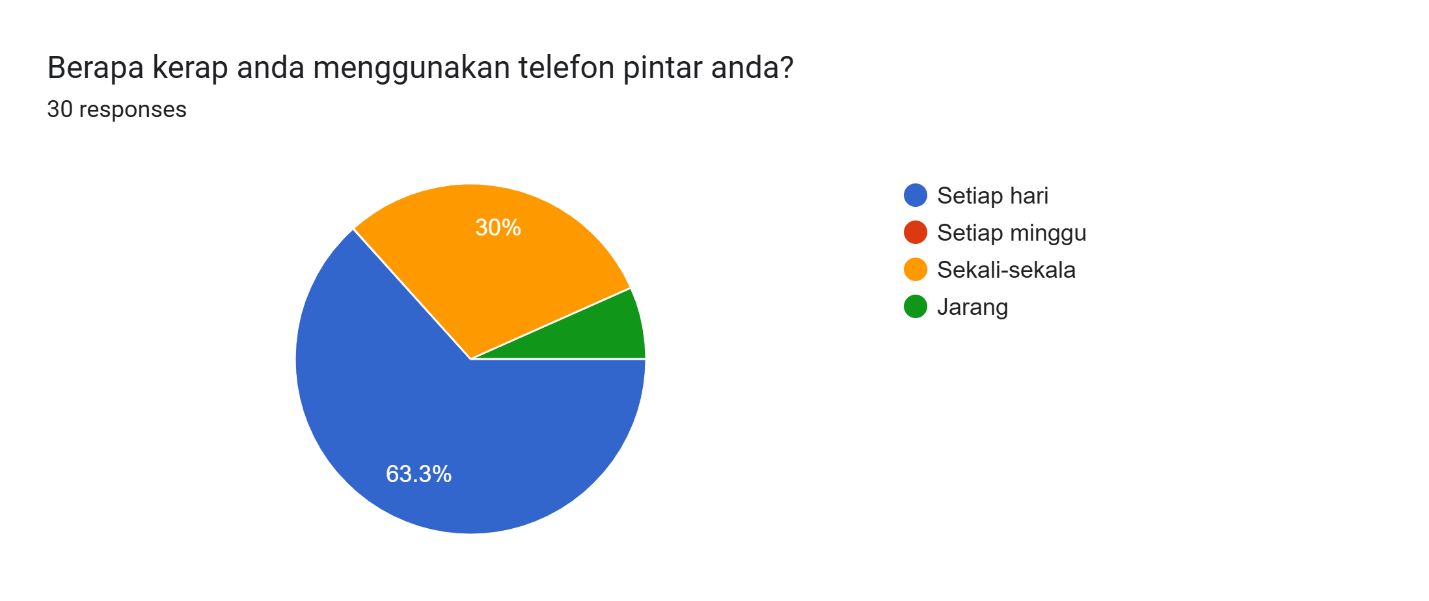 Berapa kerap anda menggunakan telefon pintar anda?
30 responses
30%
63.3%
Setiap hari
Setiap minggu
Sekali-sekala
Jarang